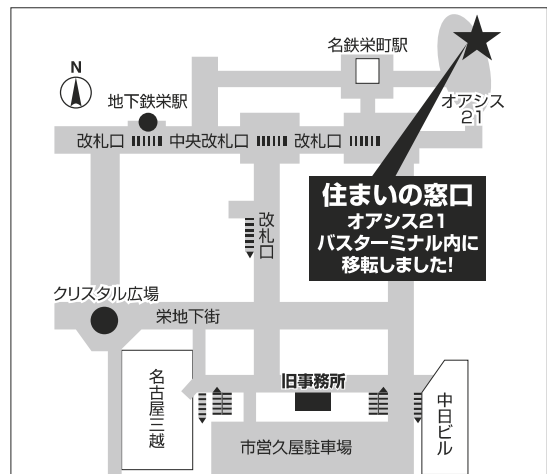 N
名鉄栄町駅
地下鉄栄駅
オアシス
21
改札口
中央改札口
改札口
住まいの窓口
オアシス21
バスターミナル内に
移転しました!
改札口
クリスタル広場
栄地下街
旧事務所
名古屋三越
中日ビル
市営久屋駐車場